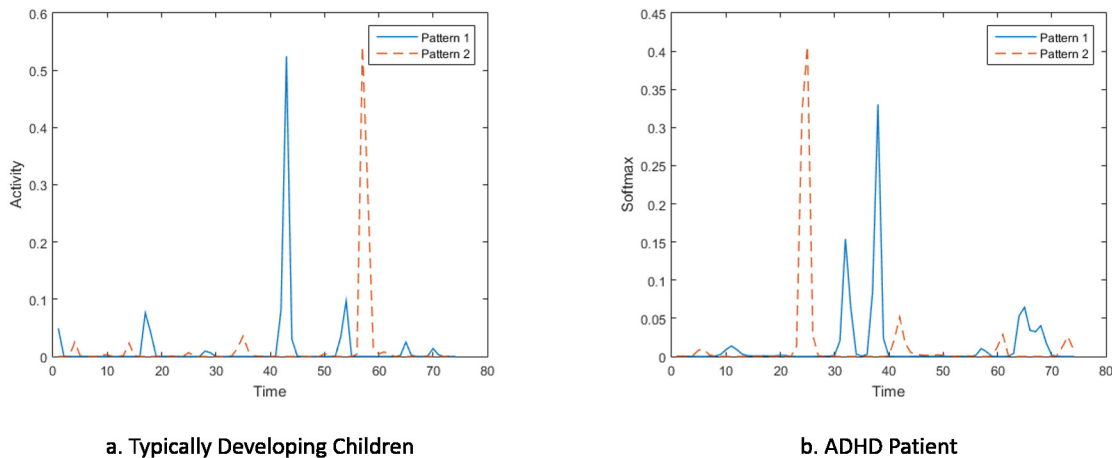 0.6
0.5
0.4
0.3
0.2
0.1
0
Activity
0 10 20 30 40 50 60 70 80
Time
Pattern 1
Pattern 2
a. Typically Developing Children
0.45
0.4
0.35
0.3
0.25
0.2
0.15
0.1
0.05
0
Softmax
0 10 20 30 40 50 60 70 80
Time
Pattern 1
Pattern 2
b. ADHD Patient